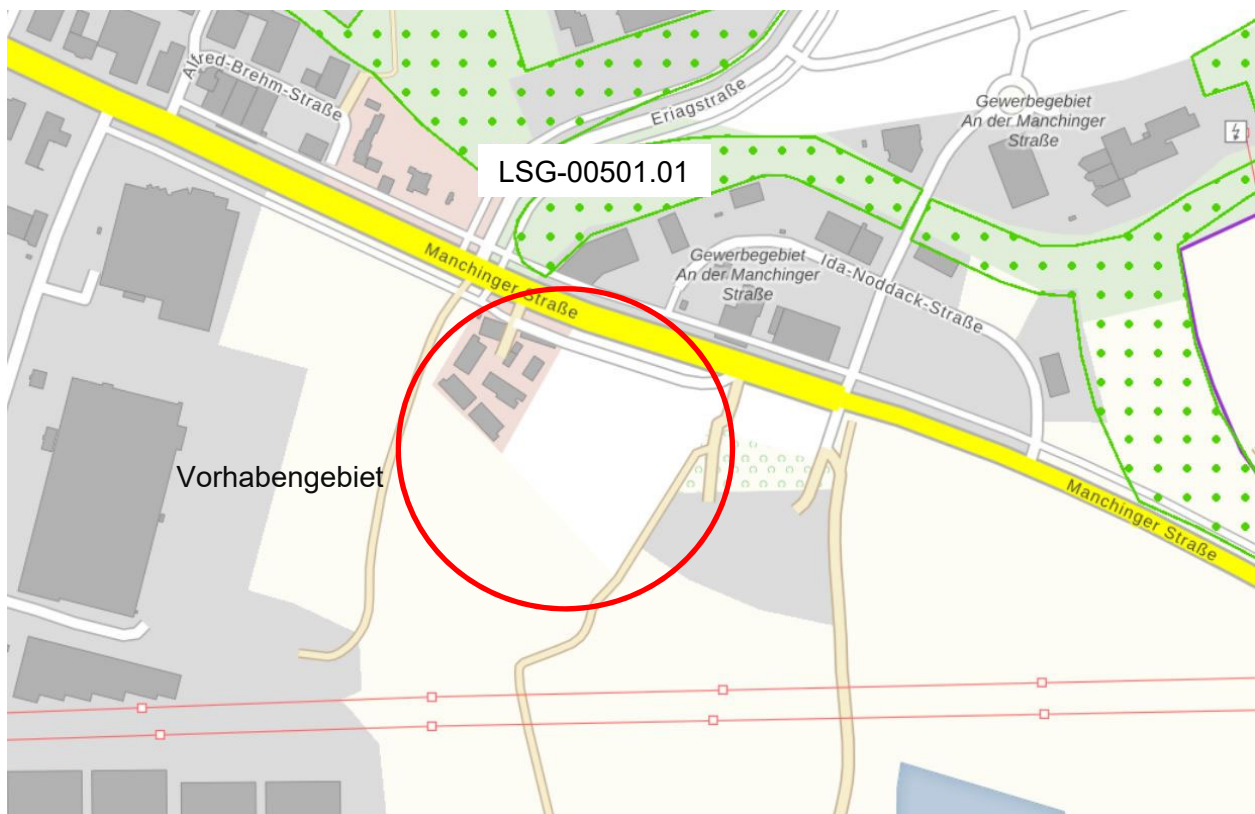 Alfred-Brehm-Straße
Eriagstraße
Gewerbegebiet
An der Manchinger
Straße
LSG-00501.01
Manchinger Straße
Gewerbegebiet
An der Manchinger
Straße
Ida-Noddack-Straße
Vorhabengebiet
Manchinger Straße